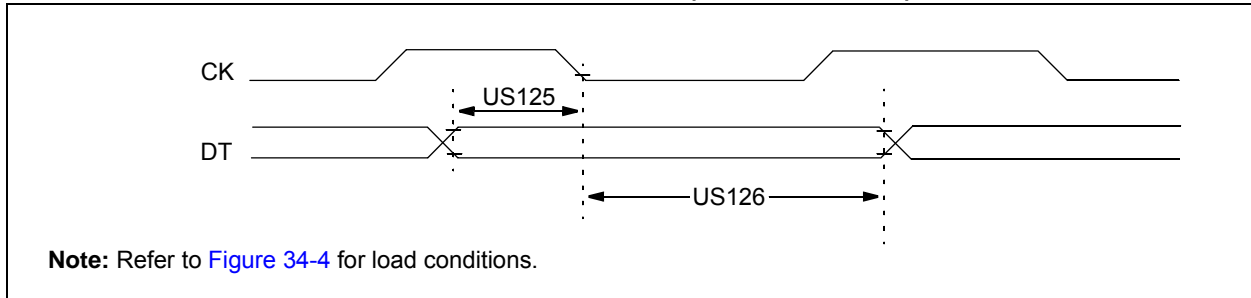 CK
US125
DT
US126
Note: Refer to Figure 34-4 for load conditions.